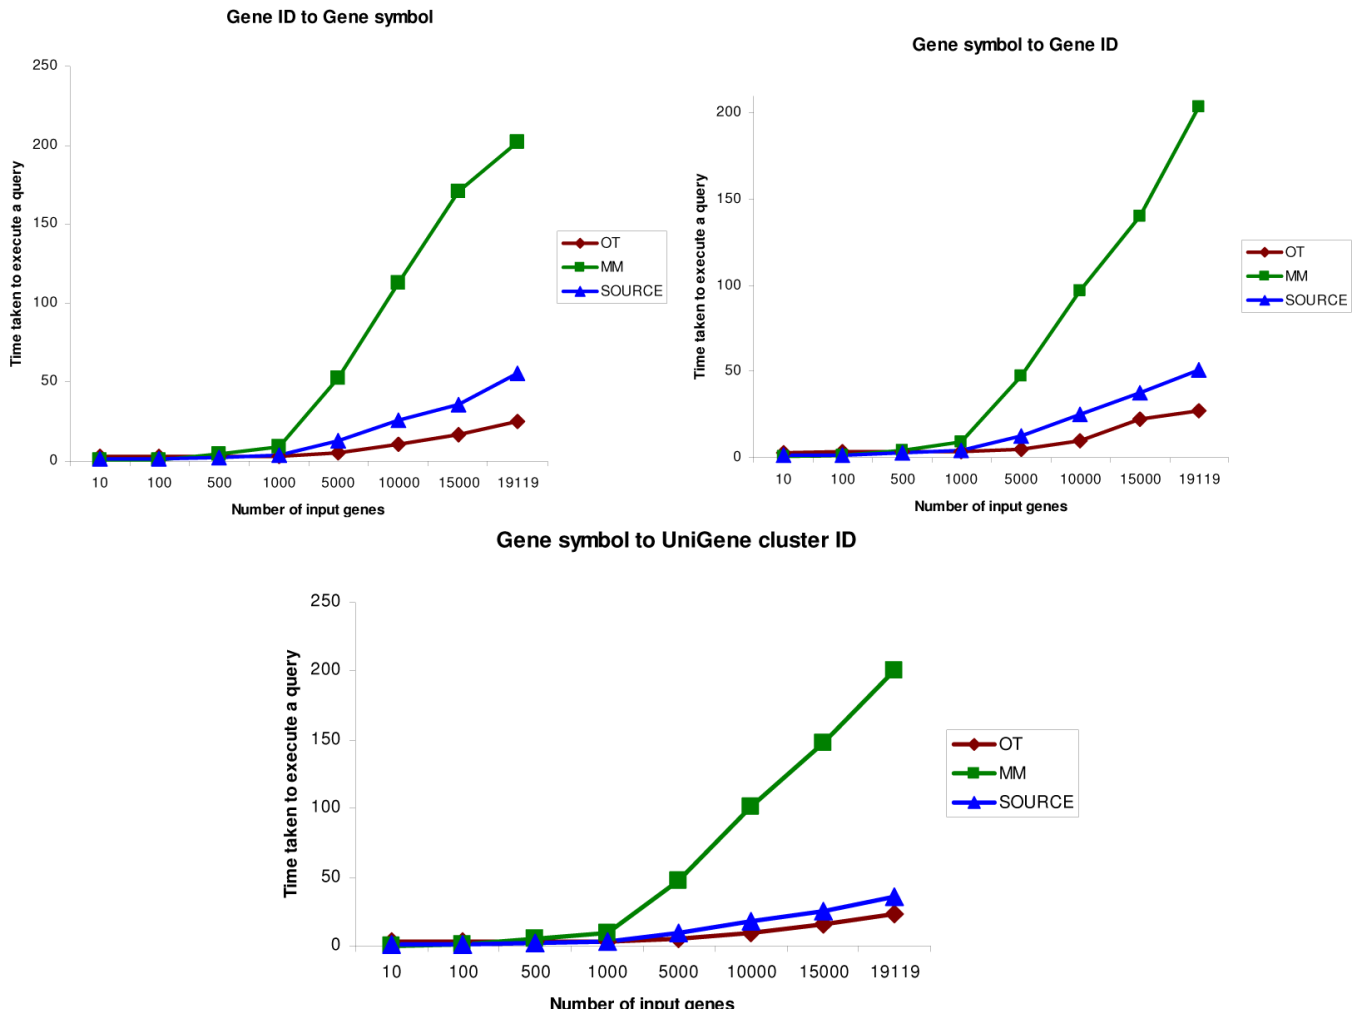 Gene ID to Gene symbol
250
200
150
100
50
0
Time taken to execute a query
10 100 500 1000 5000 10000 15000 19119
Number of input genes
OT
MM
SOURCE
Gene symbol to Gene ID
200
150
100
50
0
Time taken to execute a query
10 100 500 1000 5000 10000 15000 19119
Number of input genes
OT
MM
SOURCE
Gene symbol to UniGene cluster ID
250
200
150
100
50
0
Time taken to execute a query
10 100 500 1000 5000 10000 15000 19119
Number of input genes
OT
MM
SOURCE